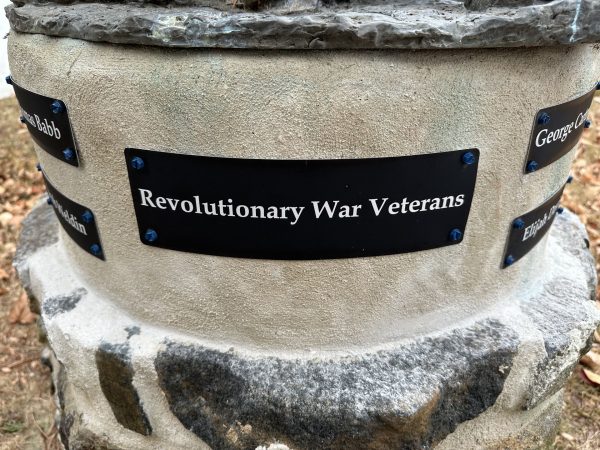 Babb
Revolutionary War Veterans
George
Elijah